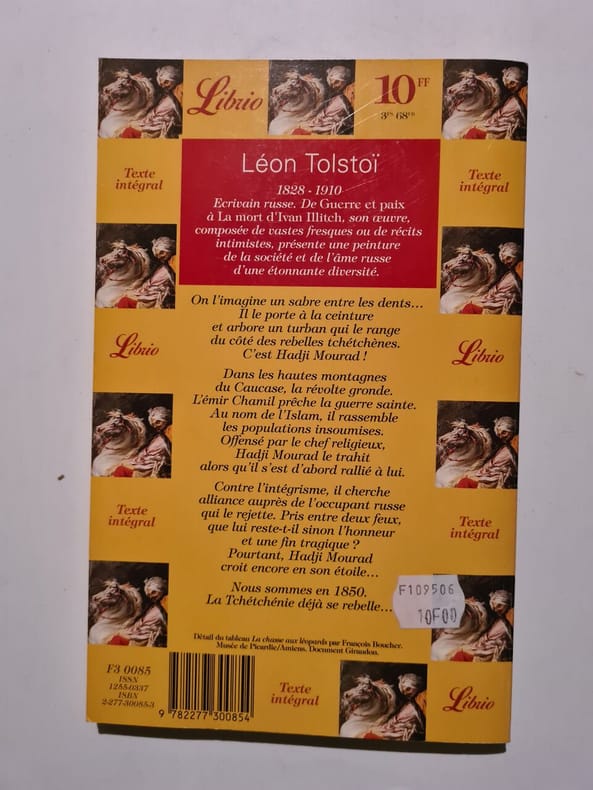 Librio
10 FF
3ES 68FB
Texte
intégral
Texte
intégral
Léon Tolstoï
1828 - 1910
Ecrivain russe. De Guerre et paix
à La mort d'Ivan Illitch, son œuvre,
composée de vastes fresques ou de récits
intimistes, présente une peinture
de la société et de l'âme russe
d'une étonnante diversité.
On l'imagine un sabre entre les dents...
Il le porte à la ceinture
et arbore un turban qui le range
du côté des rebelles tchétchènes.
C'est Hadji Mourad !
Librio
Librio
Dans les hautes montagnes
du Caucase, la révolte gronde.
L'émir Chamil prêche la guerre sainte.
Au nom de l'Islam, il rassemble
les populations insoumises.
Offensé par le chef religieux,
Hadji Mourad le trahit
alors qu'il s'est d'abord rallié à lui.
Contre l'intégrisme, il cherche
alliance auprès de l'occupant russe
qui le rejette. Pris entre deux feux,
que lui reste-t-il sinon l'honneur
et une fin tragique ?
Pourtant, Hadji Mourad
croit encore en son étoile...
Texte
intégral
Texte
intégral
Nous sommes en 1850.
La Tchétchénie déjà se rebelle...
F109506
10F00
Détail du tableau La chasse aux léopards par François Boucher.
Musée de Picardie/Amiens. Document Giraudon.
F3 0085
ISSN
1255-0337
ISBN
2-277-30085-3
9 782277 300854
Texte
intégral
Librio